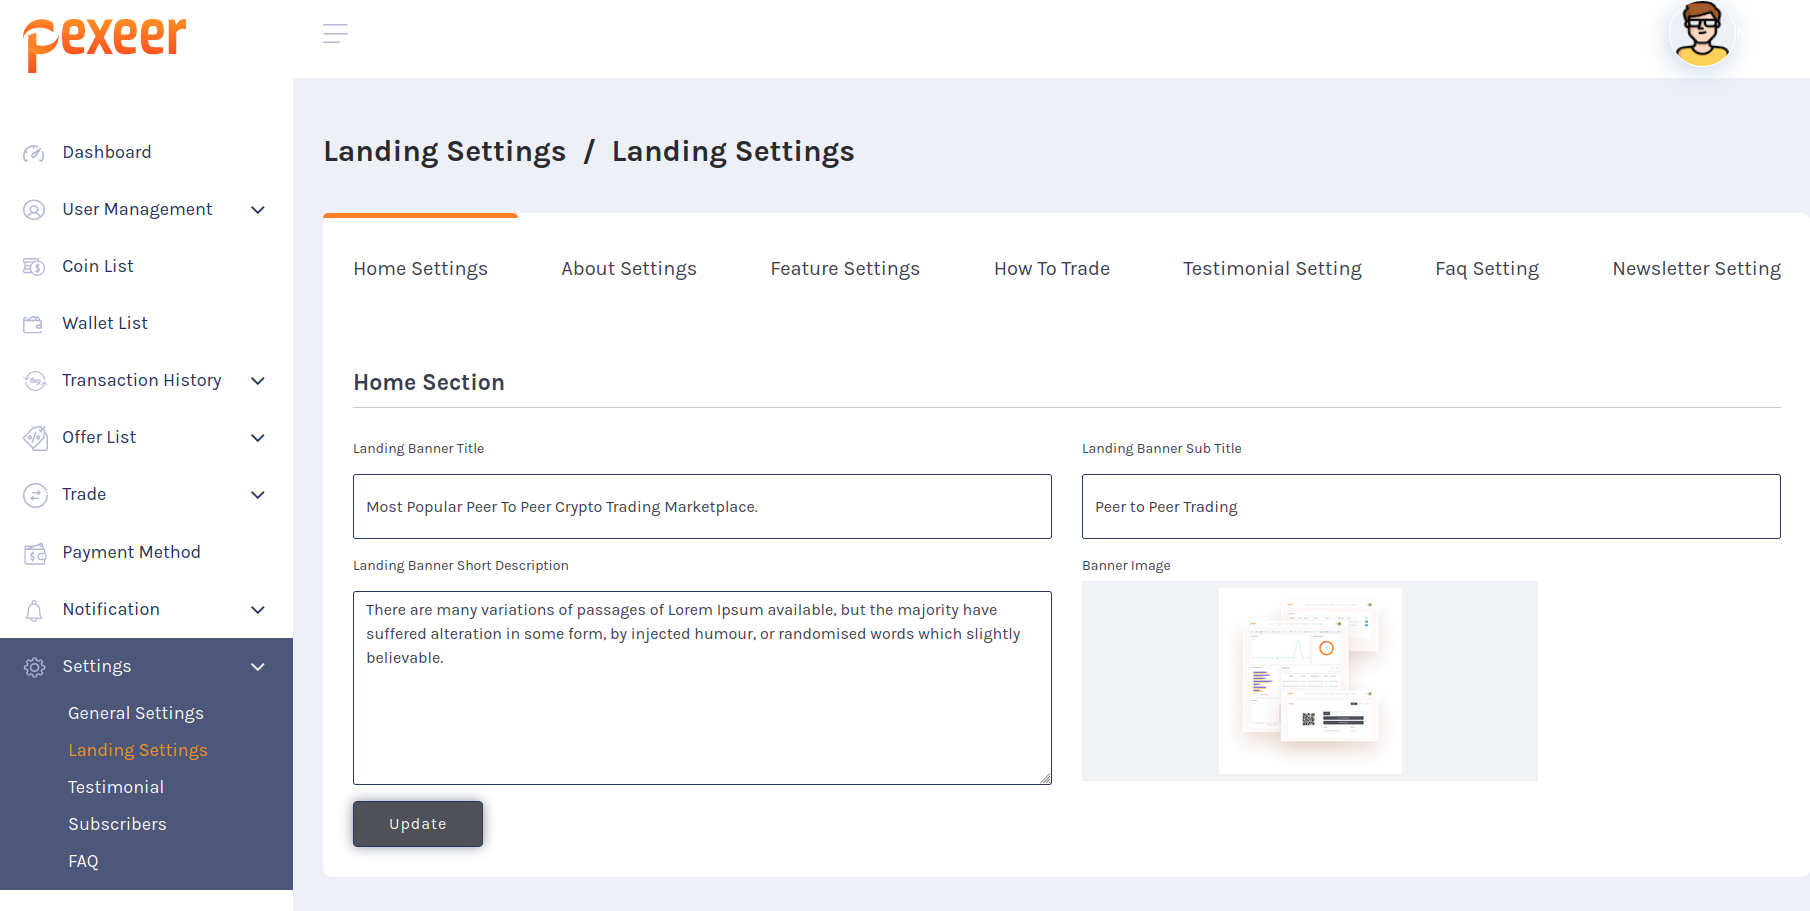 pexeer
Dashboard
User Management
Coin List
Wallet List
Transaction History
Offer List
Trade
Payment Method
Notification
Settings
General Settings
Landing Settings
Testimonial
Subscribers
FAQ
Landing Settings / Landing Settings
Home Settings
About Settings
Feature Settings
How To Trade
Testimonial Setting
Faq Setting
Newsletter Setting
Home Section
Landing Banner Title
Most Popular Peer To Peer Crypto Trading Marketplace.
Landing Banner Sub Title
Peer to Peer Trading
Landing Banner Short Description
There are many variations of passages of Lorem Ipsum available, but the majority have
suffered alteration in some form, by injected humour, or randomised words which slightly
believable.
Banner Image
Update